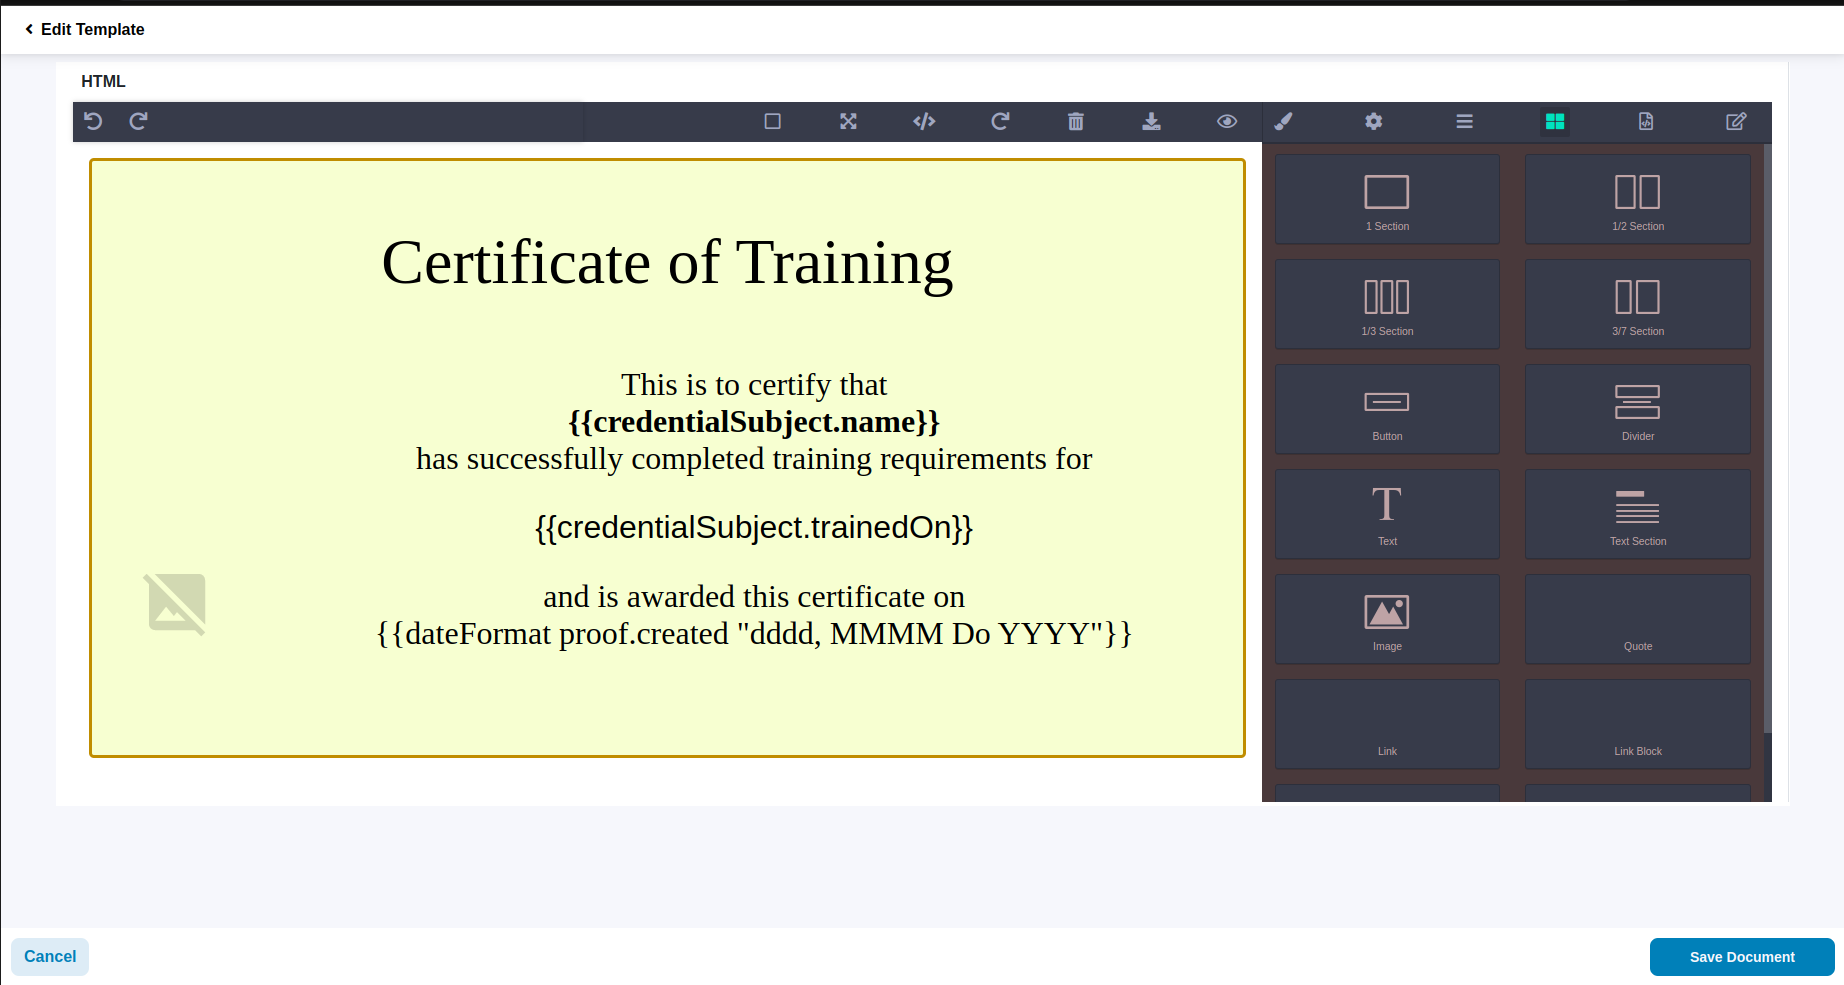 Edit Template
HTML
Certificate of Training
This is to certify that
{{credentialSubject.name}}
has successfully completed training requirements for
{{credentialSubject.trainedOn}}
and is awarded this certificate on
{{dateFormat proof.created "dddd, MMMM Do YYYY"}}
1 Section
1/2 Section
1/3 Section
3/7 Section
Button
Divider
Text
Text Section
Image
Quote
Link
Link Block
Cancel
Save Document